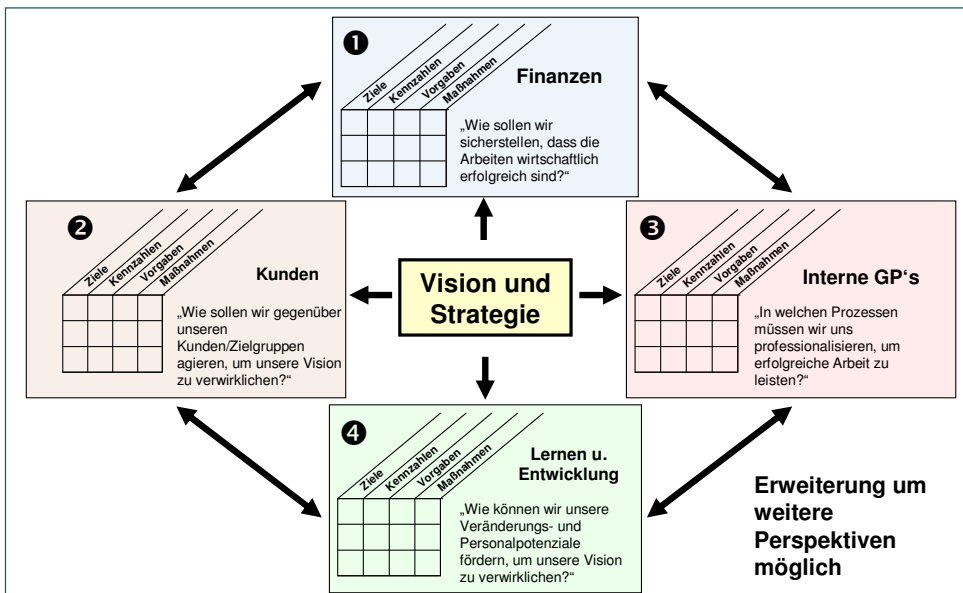 ❶
Ziele
Kennzahlen
Vorgaben
Maßnahmen
Finanzen
„Wie sollen wir
sicherstellen, dass die
Arbeiten wirtschaftlich
erfolgreich sind?“
❷
Ziele
Kennzahlen
Vorgaben
Maßnahmen
Kunden
„Wie sollen wir gegenüber
unseren
Kunden/Zielgruppen
agieren, um unsere Vision
zu verwirklichen?“
Vision und
Strategie
❸
Ziele
Kennzahlen
Vorgaben
Maßnahmen
Interne GP‘s
„In welchen Prozessen
müssen wir uns
professionalisieren, um
erfolgreiche Arbeit zu
leisten?“
❹
Ziele
Kennzahlen
Vorgaben
Maßnahmen
Lernen u.
Entwicklung
„Wie können wir unsere
Veränderungs- und
Personalpotenziale
fördern, um unsere Vision
zu verwirklichen?“
Erweiterung um
weitere
Perspektiven
möglich